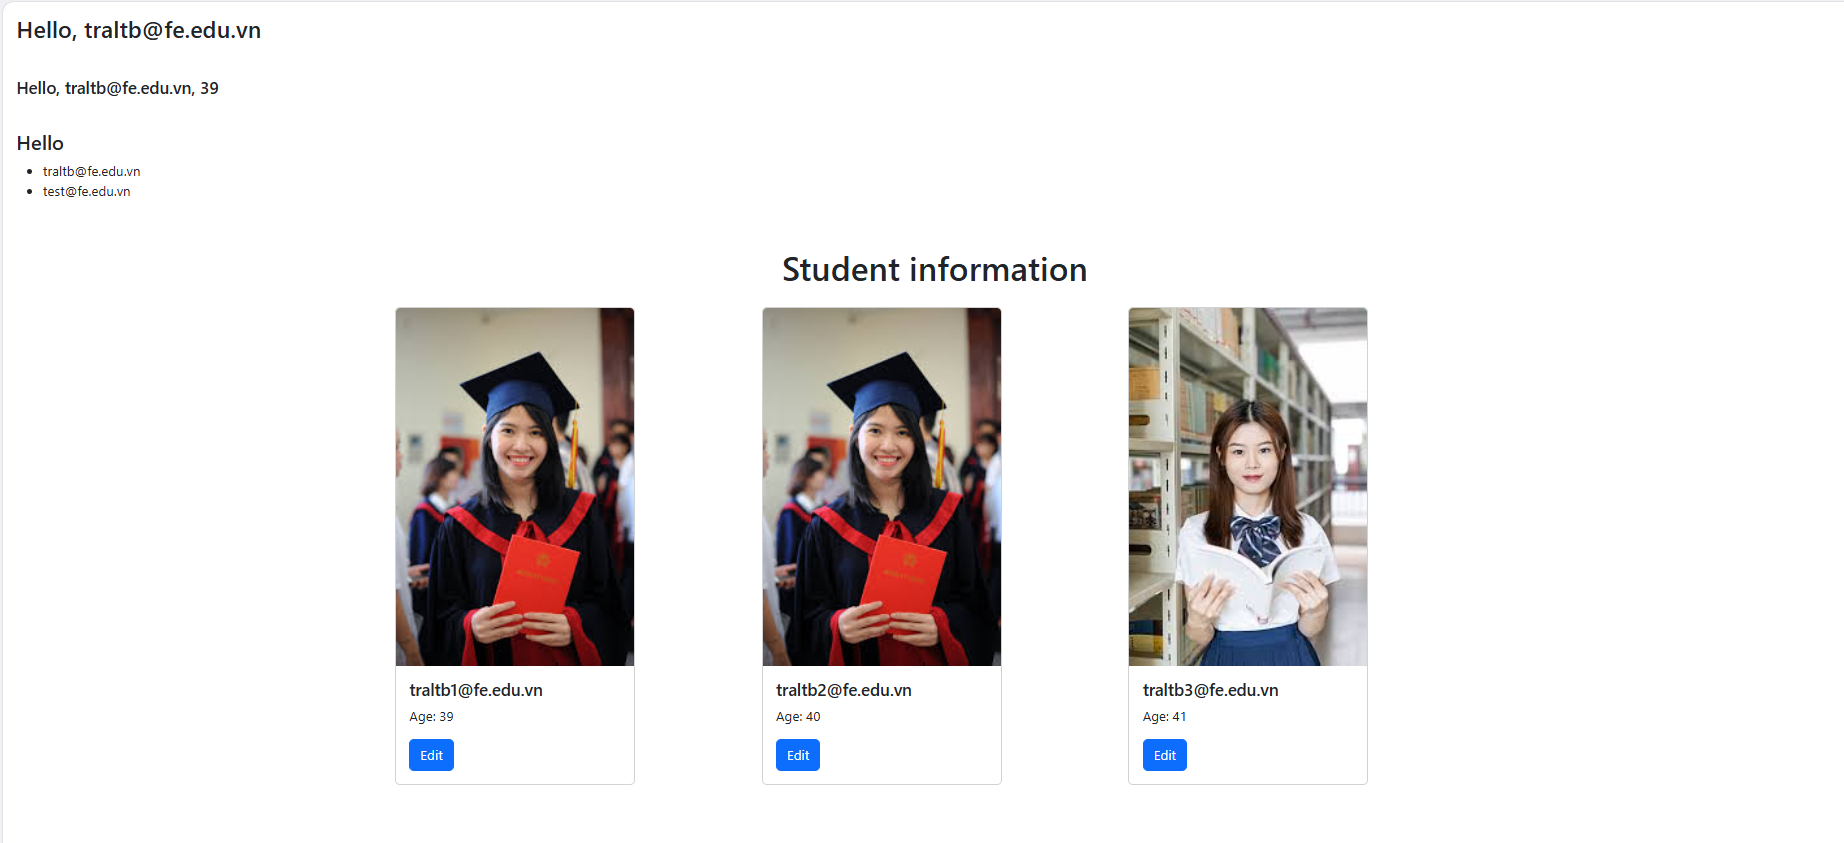 Hello, traltb@fe.edu.vn
Hello, traltb@fe.edu.vn, 39
Hello
traltb@fe.edu.vn
test@fe.edu.vn
Student information
traltb1@fe.edu.vn
Age: 39
Edit
traltb2@fe.edu.vn
Age: 40
Edit
traltb3@fe.edu.vn
Age: 41
Edit